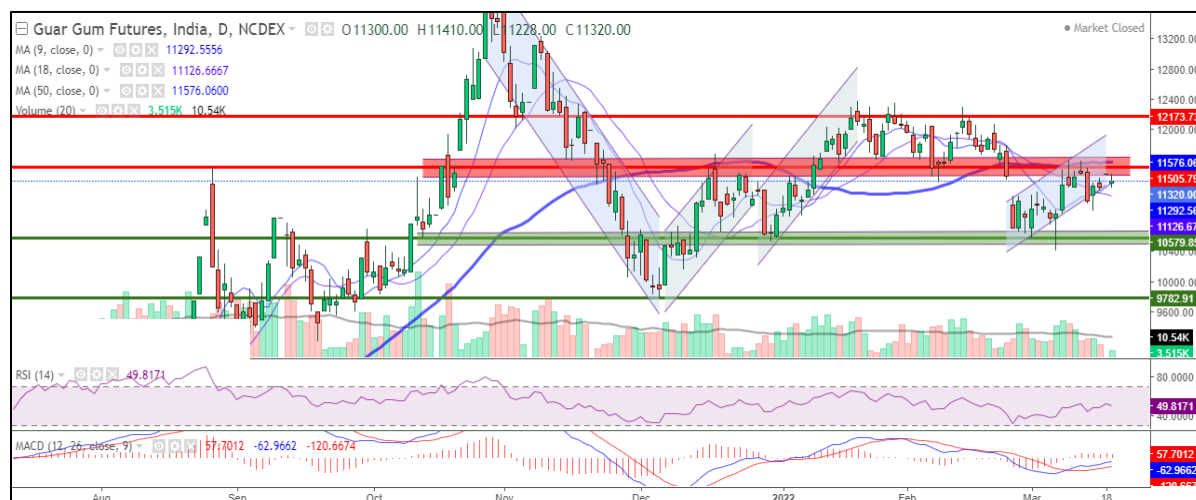 Guar Gum Futures, India, D, NCDEX O11300.00 H11410.00 L11228.00 C11320.00
Market Closed
MA (9, close, 0) 11292.5556
MA (18, close, 0) 11126.6667
MA (50, close, 0) 11576.0600
Volume (20) 3.515K 10.54K
13200.00
12800.00
12400.00
12173.73
12000.00
11576.06
11505.79
11320.00
11292.56
11126.67
10579.85
10400.00
10000.00
9782.91
9600.00
10.54K
3.515K
RSI (14) 49.8171
80.0000
49.8171
40.0000
MACD (12, 26, close, 9) 57.7012 -62.9662 -120.6674
57.7012
-62.9662
Aug Sep Oct Nov Dec 2022 Feb Mar 18